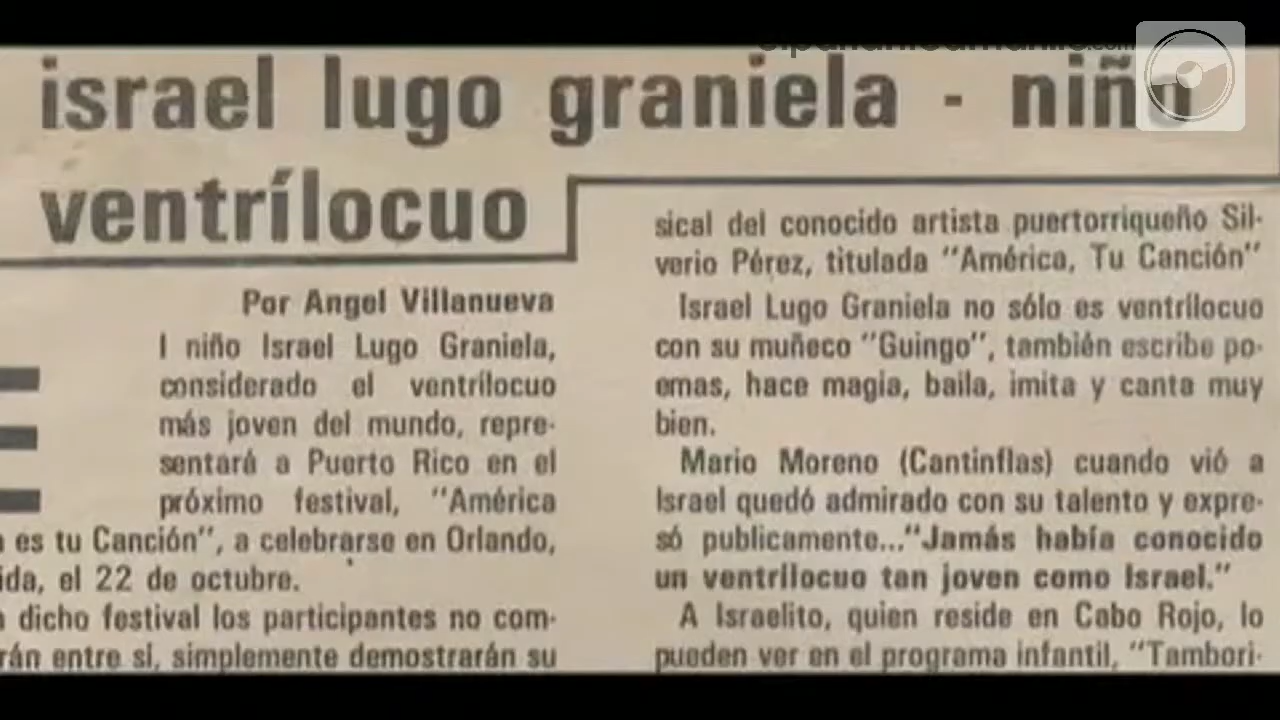 israel lugo graniela - niño
ventrílocuo
Por Angel Villanueva
E
l niño Israel Lugo Graniela,
considerado el ventrílocuo
más joven del mundo, repre-
sentará a Puerto Rico en el
próximo festival, "América
es tu Canción", a celebrarse en Orlando,
ida, el 22 de octubre.
dicho festival los participantes no com-
rán entre si, simplemente demostrarán su
sical del conocido artista puertorriqueño Sil-
verio Pérez, titulada "América, Tu Canción"
Israel Lugo Graniela no sólo es ventrílocuo
con su muñeco "Guingo", también escribe po-
emas, hace magia, baila, imita y canta muy
bien.
Mario Moreno (Cantinflas) cuando vió a
Israel quedó admirado con su talento y expre-
só publicamente..."Jamás había conocido
un ventrílocuo tan joven como Israel."
A Israelito, quien reside en Cabo Rojo, lo
pueden ver en el programa infantil, "Tambori-